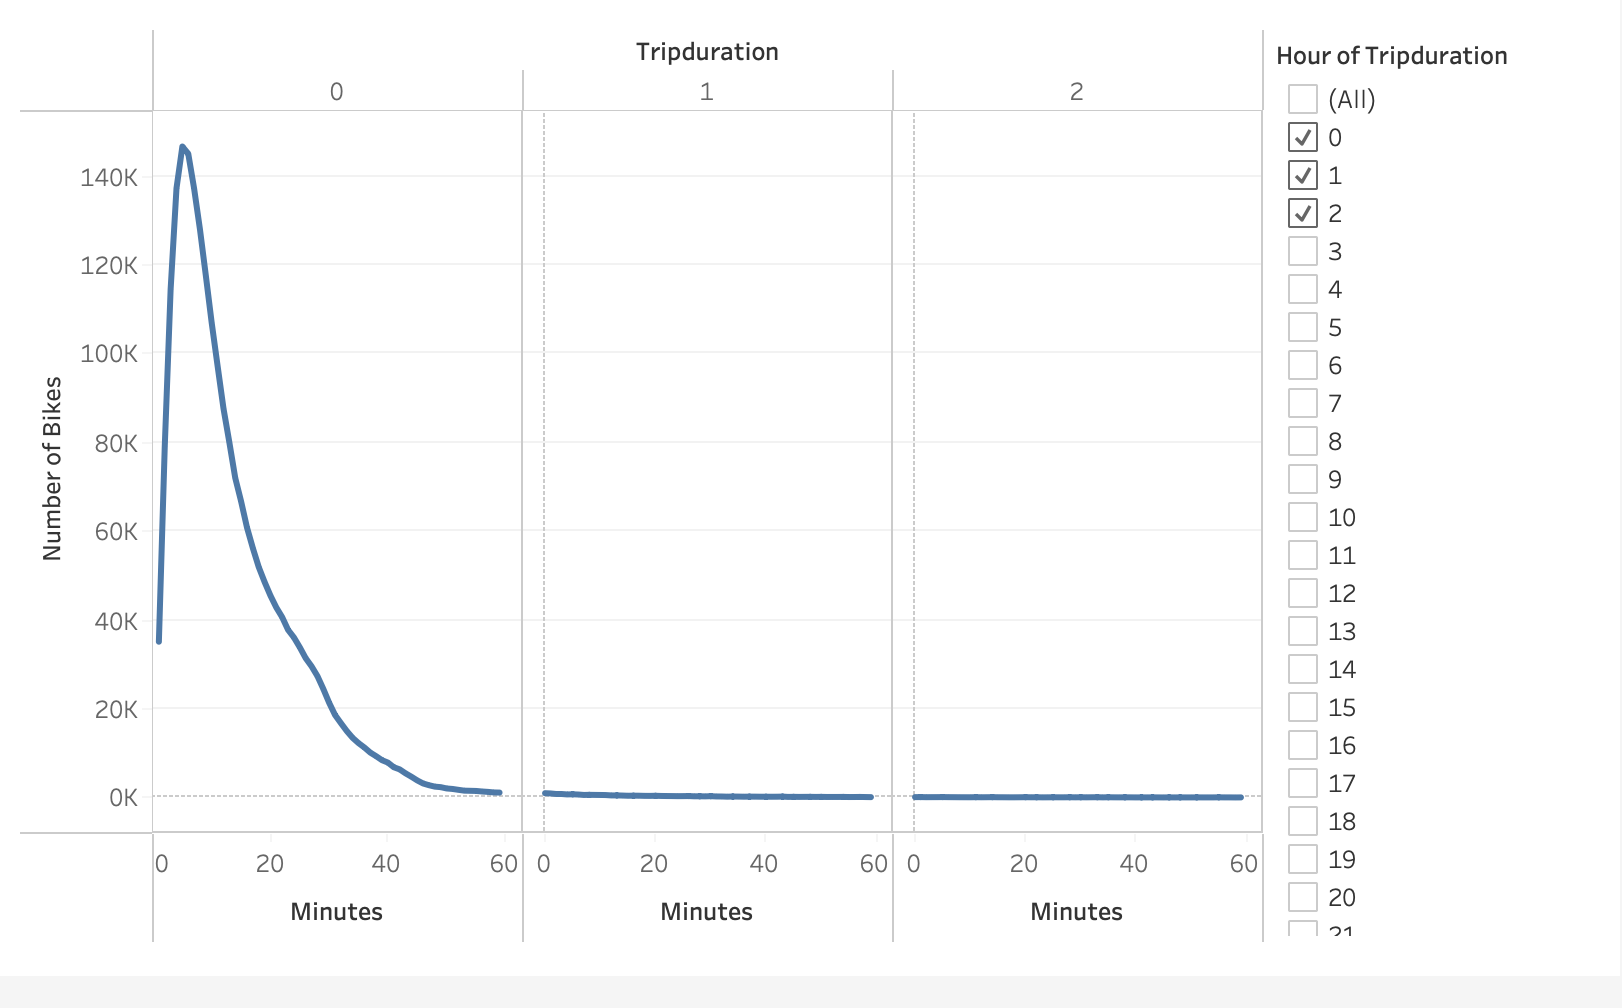 Tripduration
0 1 2
Number of Bikes
140K
120K
100K
80K
60K
40K
20K
0K
0 20 40 60 0 20 40 60 0 20 40 60
Minutes Minutes Minutes
Hour of Tripduration
(All)
0
1
2
3
4
5
6
7
8
9
10
11
12
13
14
15
16
17
18
19
20
21